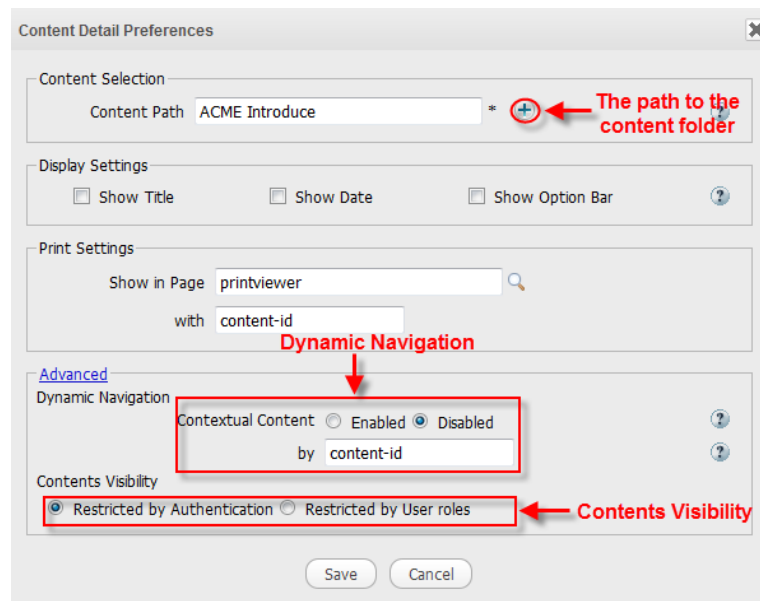 Content Detail Preferences
Content Selection
Content Path ACME Introduce *
The path to the
content folder
Display Settings
Show Title Show Date Show Option Bar
Print Settings
Show in Page printviewer
with content-id
Dynamic Navigation
Advanced
Dynamic Navigation
Contextual Content Enabled Disabled
by content-id
Contents Visibility
Restricted by Authentication Restricted by User roles
Contents Visibility
Save Cancel